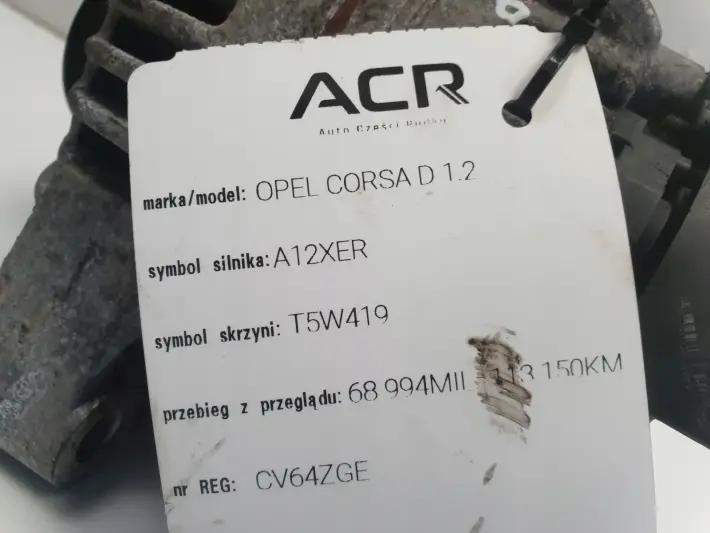 ACR
Auto Części
marka/model: OPEL CORSA D 1.2
symbol silnika: A12XER
symbol skrzyni: T5W419
przebieg z przeglądu: 68 994MIL 113 150KM
nr REG: CV64ZGE